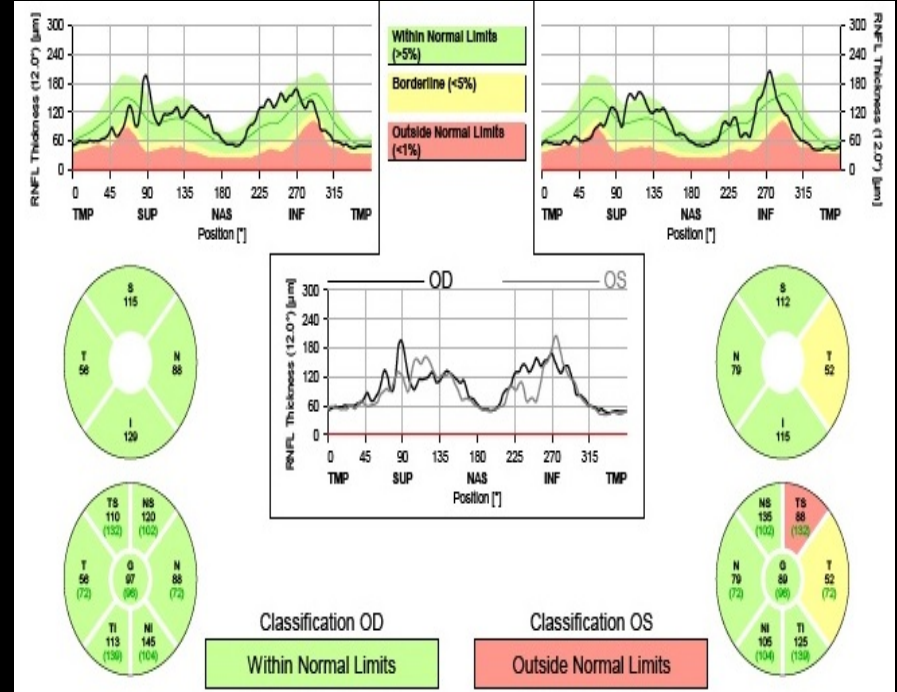 RNFL Thickness (12.0°) [µm]
300
240
180
120
60
0
0 45 90 135 180 225 270 315
TMP SUP NAS INF TMP
Position [°]
Within Normal Limits
(>5%)
Borderline (<5%)
Outside Normal Limits
(<1%)
300
240
180
120
60
0
RNFL Thickness (12.0°) [µm]
0 45 90 135 180 225 270 315
TMP SUP NAS INF TMP
Position [°]
S
115
T
56
N
88
I
129
OD OS
RNFL Thickness (12.0°) [µm]
300
240
180
120
60
0
0 45 90 135 180 225 270 315
TMP SUP NAS INF TMP
Position [°]
S
112
N
79
T
52
I
115
TS
110
(132)
NS
120
(102)
T
56
(72)
G
97
(96)
N
88
(72)
TI
113
(139)
NI
145
(104)
NS
135
(102)
TS
88
(132)
N
79
(72)
G
89
(96)
T
52
(72)
NI
105
(104)
TI
125
(139)
Classification OD
Within Normal Limits
Classification OS
Outside Normal Limits